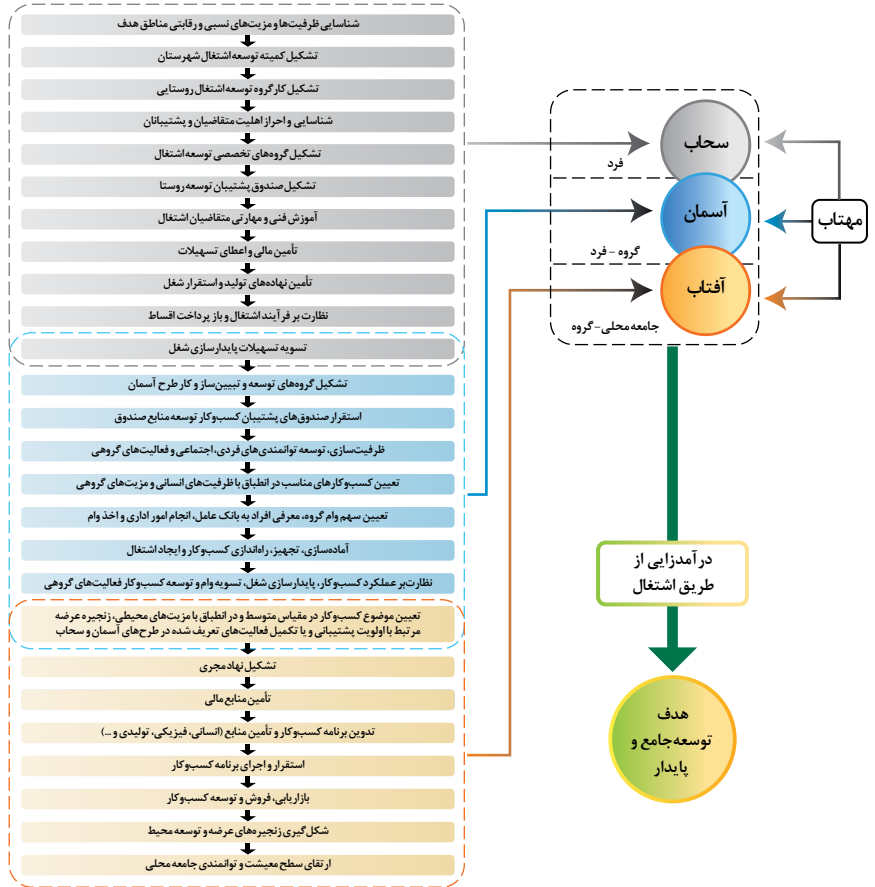 شناسایی ظرفیت‌ها و مزیت‌های نسبی و رقابتی مناطق هدف
تشکیل کمیته توسعه اشتغال شهرستان
تشکیل کارگروه توسعه اشتغال روستایی
شناسایی و احراز اهلیت متقاضیان و پشتیبانان
تشکیل گروه‌های تخصصی توسعه اشتغال
تشکیل صندوق پشتیبان توسعه روستا
آموزش فنی و مهارتی متقاضیان اشتغال
تأمین مالی و اعطای تسهیلات
تأمین نهاده‌های تولید و استقرار شغل
نظارت بر فرآیند اشتغال و باز پرداخت اقساط
تسویه تسهیلات پایدارسازی شغل
تشکیل گروه‌های توسعه و تبیین‌ساز و کار طرح آسمان
استقرار صندوق‌های پشتیبان کسب‌وکار توسعه منابع صندوق
ظرفیت‌سازی، توسعه توانمندی‌های فردی، اجتماعی و فعالیت‌های گروهی
تعیین کسب‌وکارهای مناسب در انطباق با ظرفیت‌های انسانی و مزیت‌های گروهی
تعیین سهم وام گروه، معرفی افراد به بانک عامل، انجام امور اداری و اخذ وام
آماده‌سازی، تجهیز، راه‌اندازی کسب‌وکار و ایجاد اشتغال
نظارت‌بر عملکرد کسب‌وکار، پایدارسازی شغل، تسویه وام و توسعه کسب‌وکار فعالیت‌های گروهی
تعیین موضوع کسب‌وکار در مقیاس متوسط و در انطباق با مزیت‌های محیطی، زنجیره عرضه
مرتبط با اولویت پشتیبانی و یا تکمیل فعالیت‌های تعریف شده در طرح‌های آسمان و سحاب
تشکیل نهاد مجری
تأمین منابع مالی
تدوین برنامه کسب‌وکار و تأمین منابع (انسانی، فیزیکی، تولیدی و ...)
استقرار و اجرای برنامه کسب‌وکار
بازاریابی، فروش و توسعه کسب‌وکار
شکل‌گیری زنجیره‌های عرضه و توسعه محیط
ارتقای سطح معیشت و توانمندی جامعه محلی
سحاب
فرد
آسمان
گروه - فرد
آفتاب
جامعه محلی - گروه
مهتاب
درآمدزایی از
طریق اشتغال
هدف
توسعه‌جامع و
پایدار